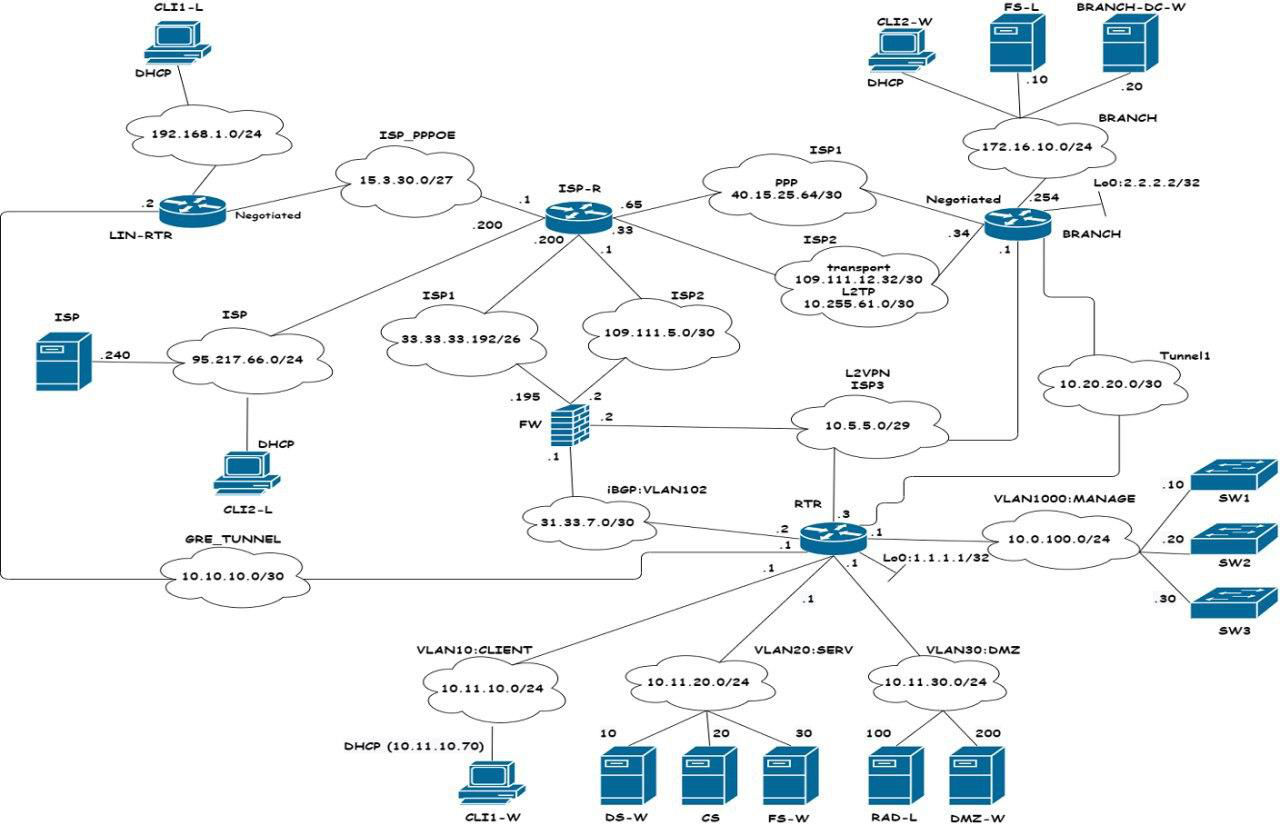 CLI1-L
FS-L
BRANCH-DC-W
CLI2-W
DHCP
DHCP
.10
.20
192.168.1.0/24
ISP_PPPOE
BRANCH
15.3.30.0/27
ISP1
172.16.10.0/24
PPP
40.15.25.64/30
ISP-R
Negotiated
Lo0:2.2.2.2/32
.2
Negotiated
.1
.65
.254
LIN-RTR
.200
.200
.33
.1
ISP2
.34
BRANCH
.1
transport
109.111.12.32/30
L2TP
10.255.61.0/30
ISP1
ISP2
ISP
ISP
33.33.33.192/26
109.111.5.0/30
.240
95.217.66.0/24
Tunnel1
L2VPN
ISP3
10.20.20.0/30
.195
.2
FW
.2
10.5.5.0/29
DHCP
.1
CLI2-L
iBGP:VLAN102
31.33.7.0/30
RTR
.3
VLAN1000:MANAGE
.10
SW1
.2
.1
.1
10.0.100.0/24
.20
SW2
GRE_TUNNEL
10.10.10.0/30
Lo0:1.1.1.1/32
.1
.1
.1
.30
SW3
VLAN10:CLIENT
VLAN20:SERV
VLAN30:DMZ
10.11.10.0/24
10.11.20.0/24
10.11.30.0/24
DHCP (10.11.10.70)
10
20
30
100
200
CLI1-W
DS-W
CS
FS-W
RAD-L
DMZ-W